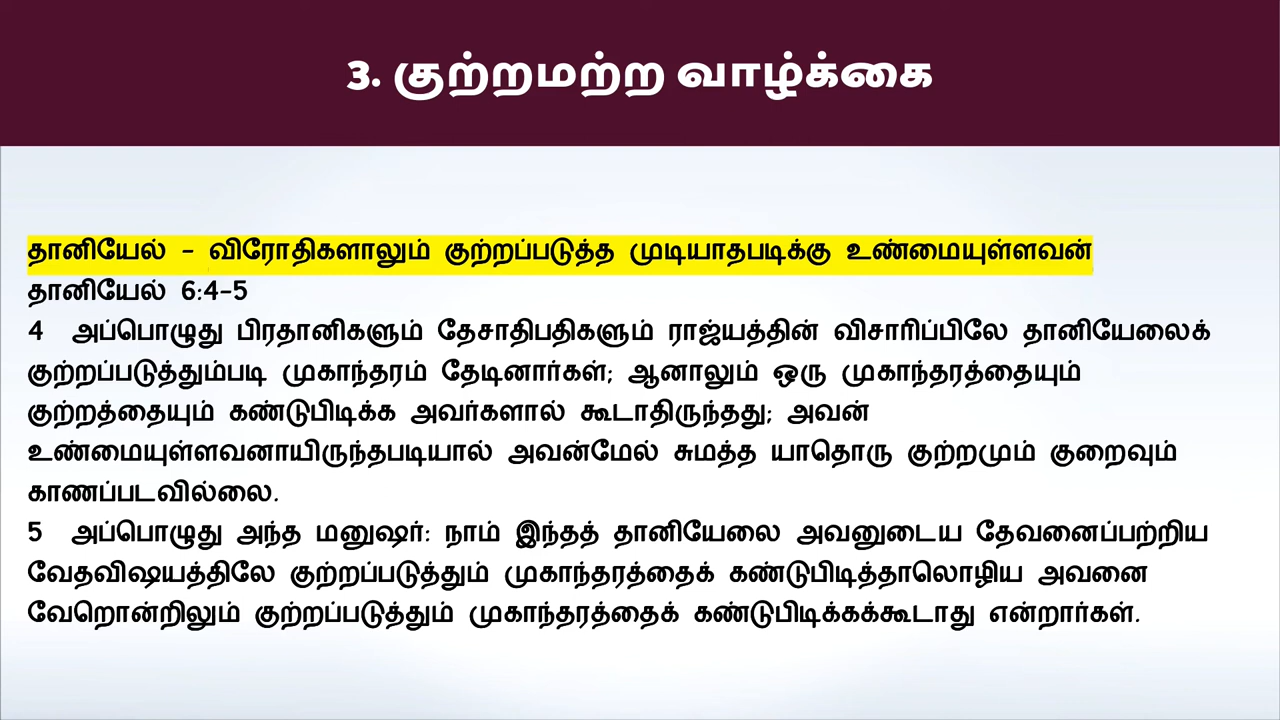 3. குற்றமற்ற வாழ்க்கை
தானியேல் - விரோதிகளாலும் குற்றப்படுத்த முடியாதபடிக்கு உண்மையுள்ளவன்
தானியேல் 6:4-5
4 அப்பொழுது பிரதானிகளும் தேசாதிபதிகளும் ராஜ்யத்தின் விசாரிப்பிலே தானியேலைக்
குற்றப்படுத்தும்படி முகாந்தரம் தேடினார்கள்; ஆனாலும் ஒரு முகாந்தரத்தையும்
குற்றத்தையும் கண்டுபிடிக்க அவர்களால் கூடாதிருந்தது; அவன்
உண்மையுள்ளவனாயிருந்தபடியால் அவன்மேல் சுமத்த யாதொரு குற்றமும் குறைவும்
காணப்படவில்லை.
5 அப்பொழுது அந்த மனுஷர்: நாம் இந்தத் தானியேலை அவனுடைய தேவனைப்பற்றிய
வேதவிஷயத்திலே குற்றப்படுத்தும் முகாந்தரத்தைக் கண்டுபிடித்தாலொழிய அவனை
வேறொன்றிலும் குற்றப்படுத்தும் முகாந்தரத்தைக் கண்டுபிடிக்கக்கூடாது என்றார்கள்.